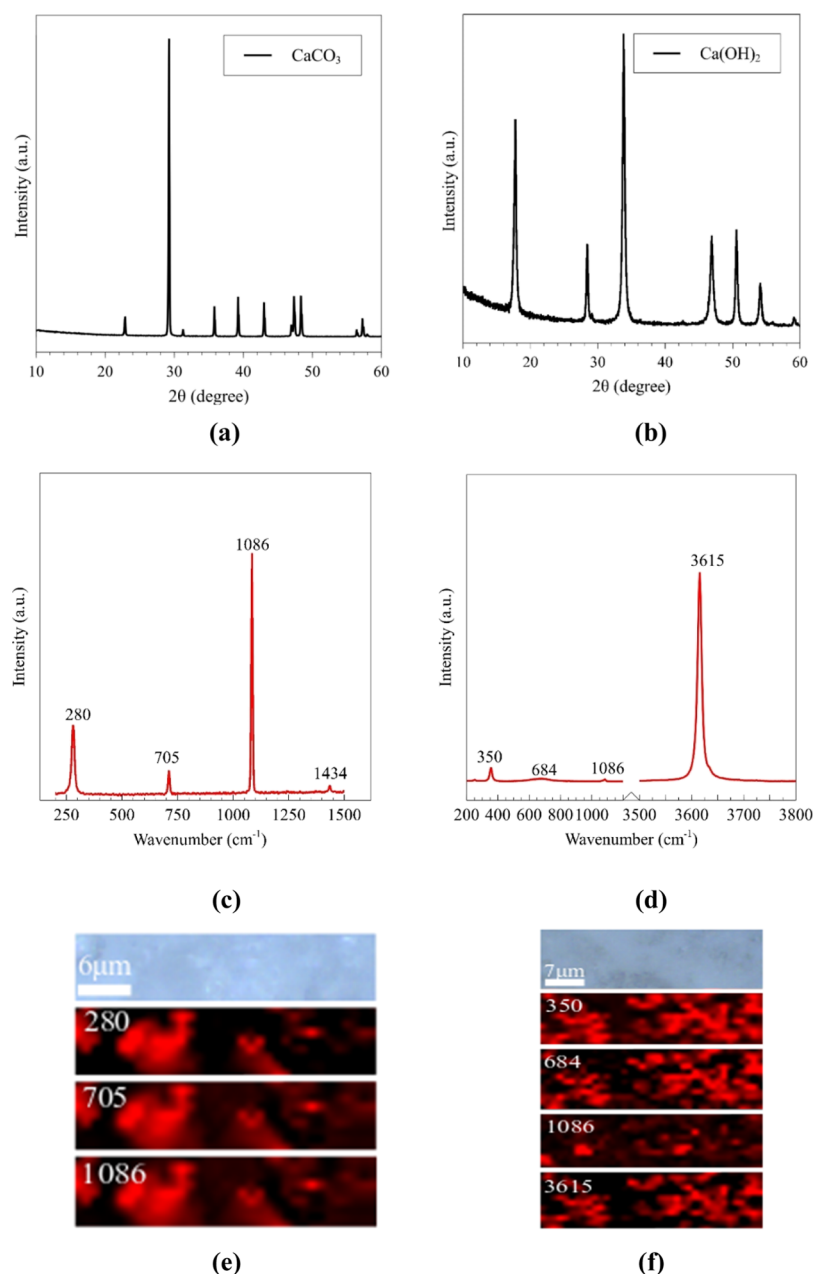 CaCO₃
Intensity (a.u.)
10 20 30 40 50 60
2θ (degree)
(a)
Ca(OH)₂
Intensity (a.u.)
10 20 30 40 50 60
2θ (degree)
(b)
1086
280
705
1434
Intensity (a.u.)
250 500 750 1000 1250 1500
Wavenumber (cm⁻¹)
(c)
3615
350
684
1086
Intensity (a.u.)
200 400 600 800 1000 3500 3600 3700 3800
Wavenumber (cm⁻¹)
(d)
6μm
280
705
1086
(e)
7μm
350
684
1086
3615
(f)